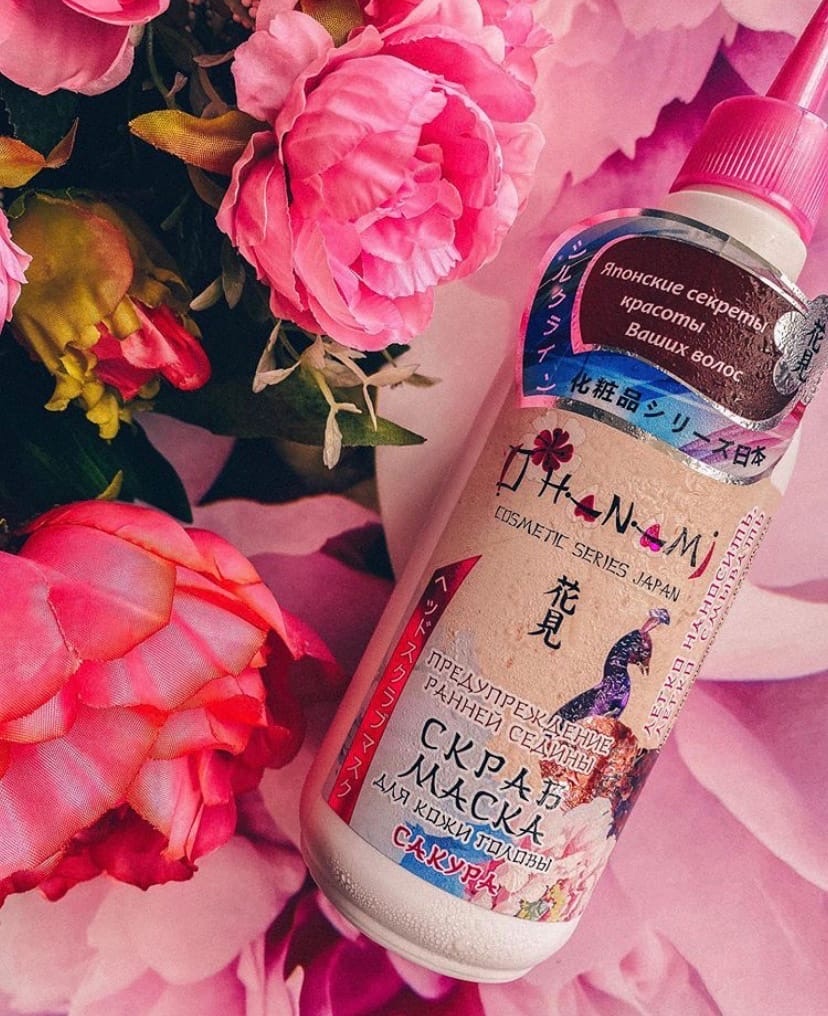 シルクライン
Японские секреты
красоты
Ваших волос
花見
化粧品シリーズ日本
O'HANAMI
COSMETIC SERIES JAPAN
花見
ヘッドスクラブマスク
ПРЕДУПРЕЖДЕНИЕ
РАННЕЙ СЕДИНЫ
СКРАБ
МАСКА
ДЛЯ КОЖИ ГОЛОВЫ
САКУРА
ЛЕГКО НАНОСИТЬ
ЛЕГКО СМЫВАТЬ